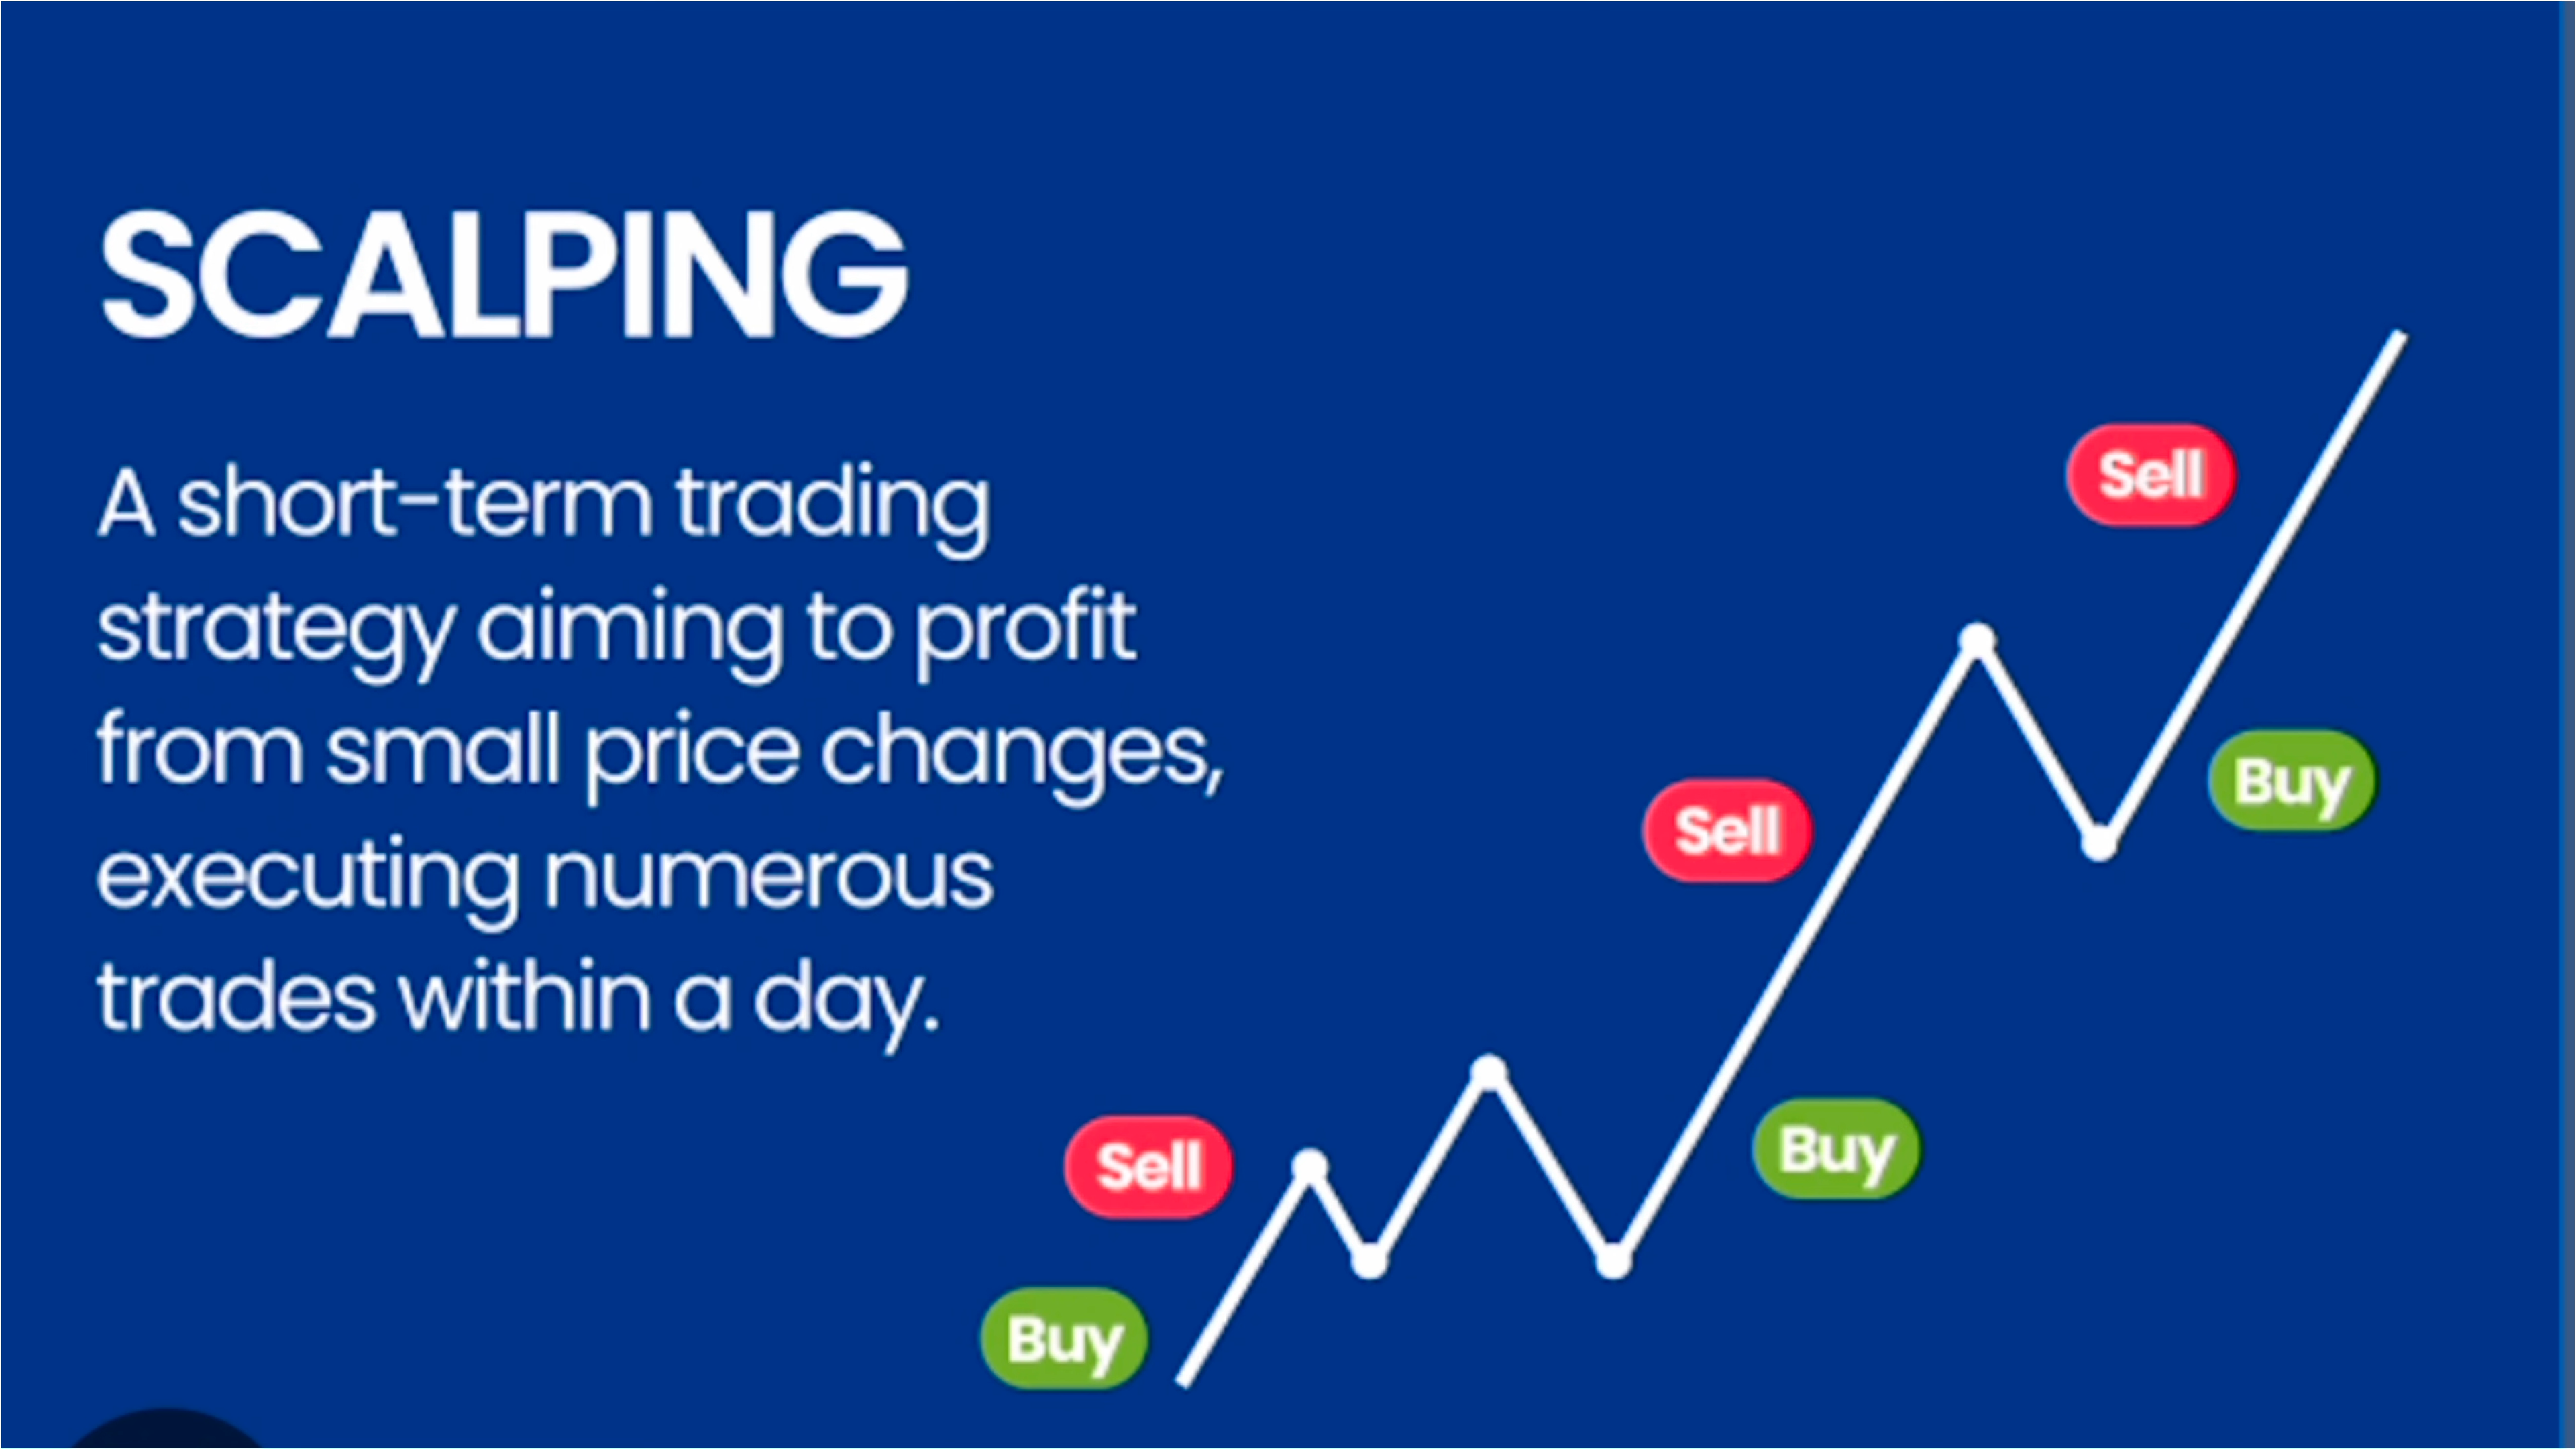 SCALPING
A short-term trading
strategy aiming to profit
from small price changes,
executing numerous
trades within a day.
Sell
Buy
Sell
Buy
Sell
Buy